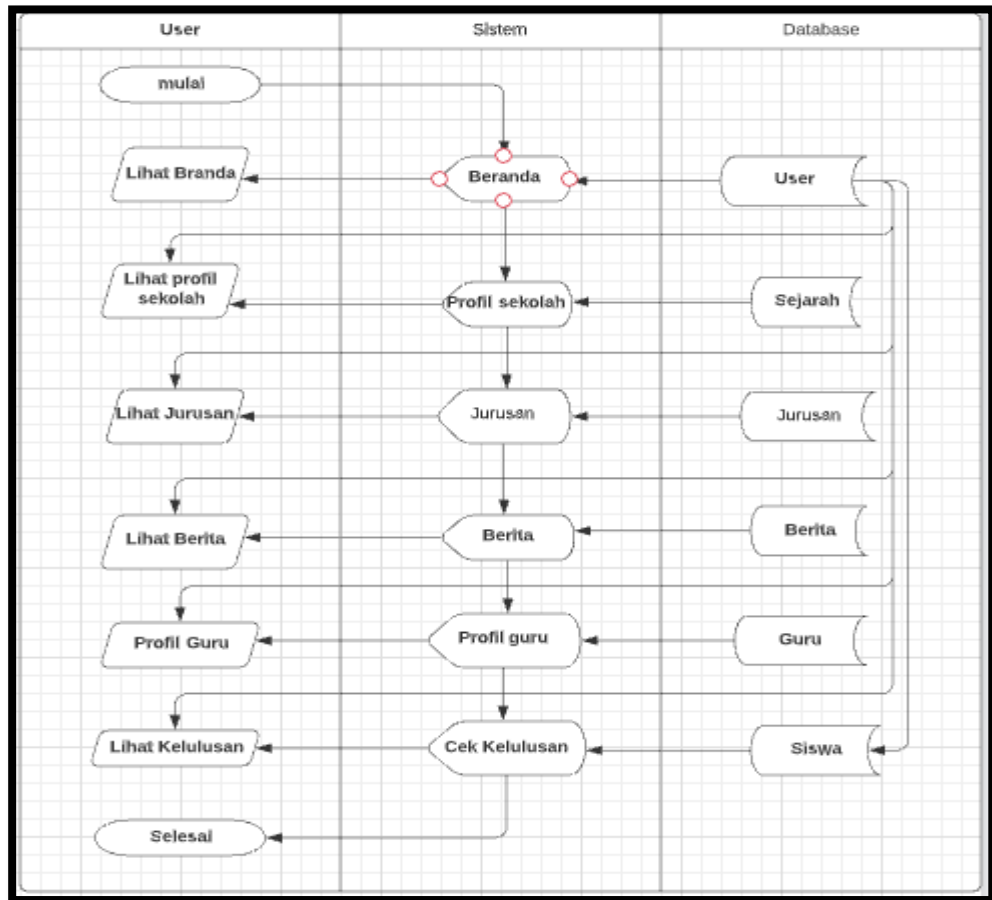 User
Sistem
Database
mulai
Lihat Branda
Beranda
User
Lihat profil
sekolah
Profil sekolah
Sejarah
Lihat Jurusan
Jurusan
Jurusan
Lihat Berita
Berita
Berita
Profil Guru
Profil guru
Guru
Lihat Kelulusan
Cek Kelulusan
Siswa
Selesai